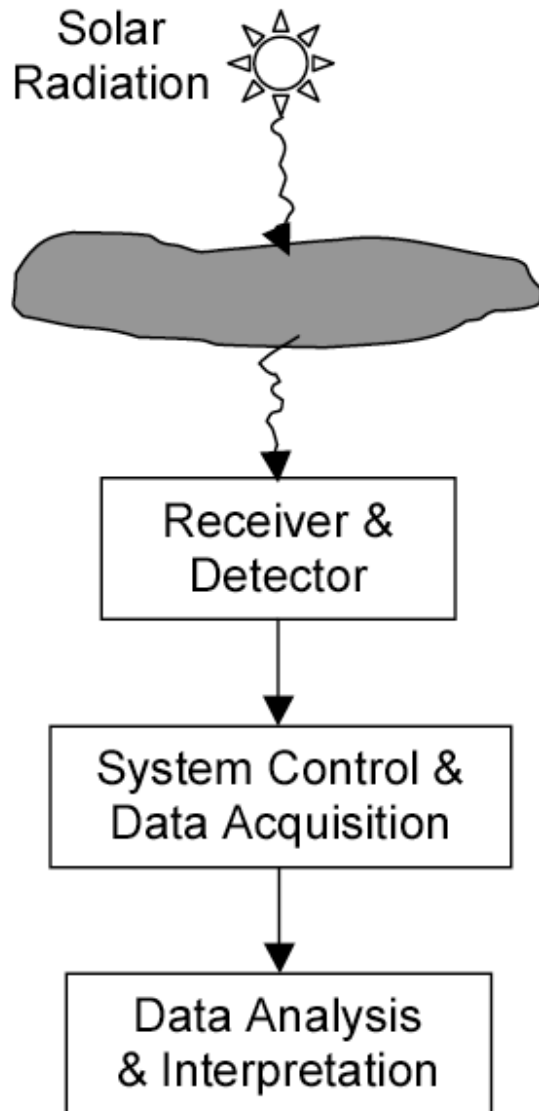 Solar
Radiation
Receiver &
Detector
System Control &
Data Acquisition
Data Analysis
& Interpretation